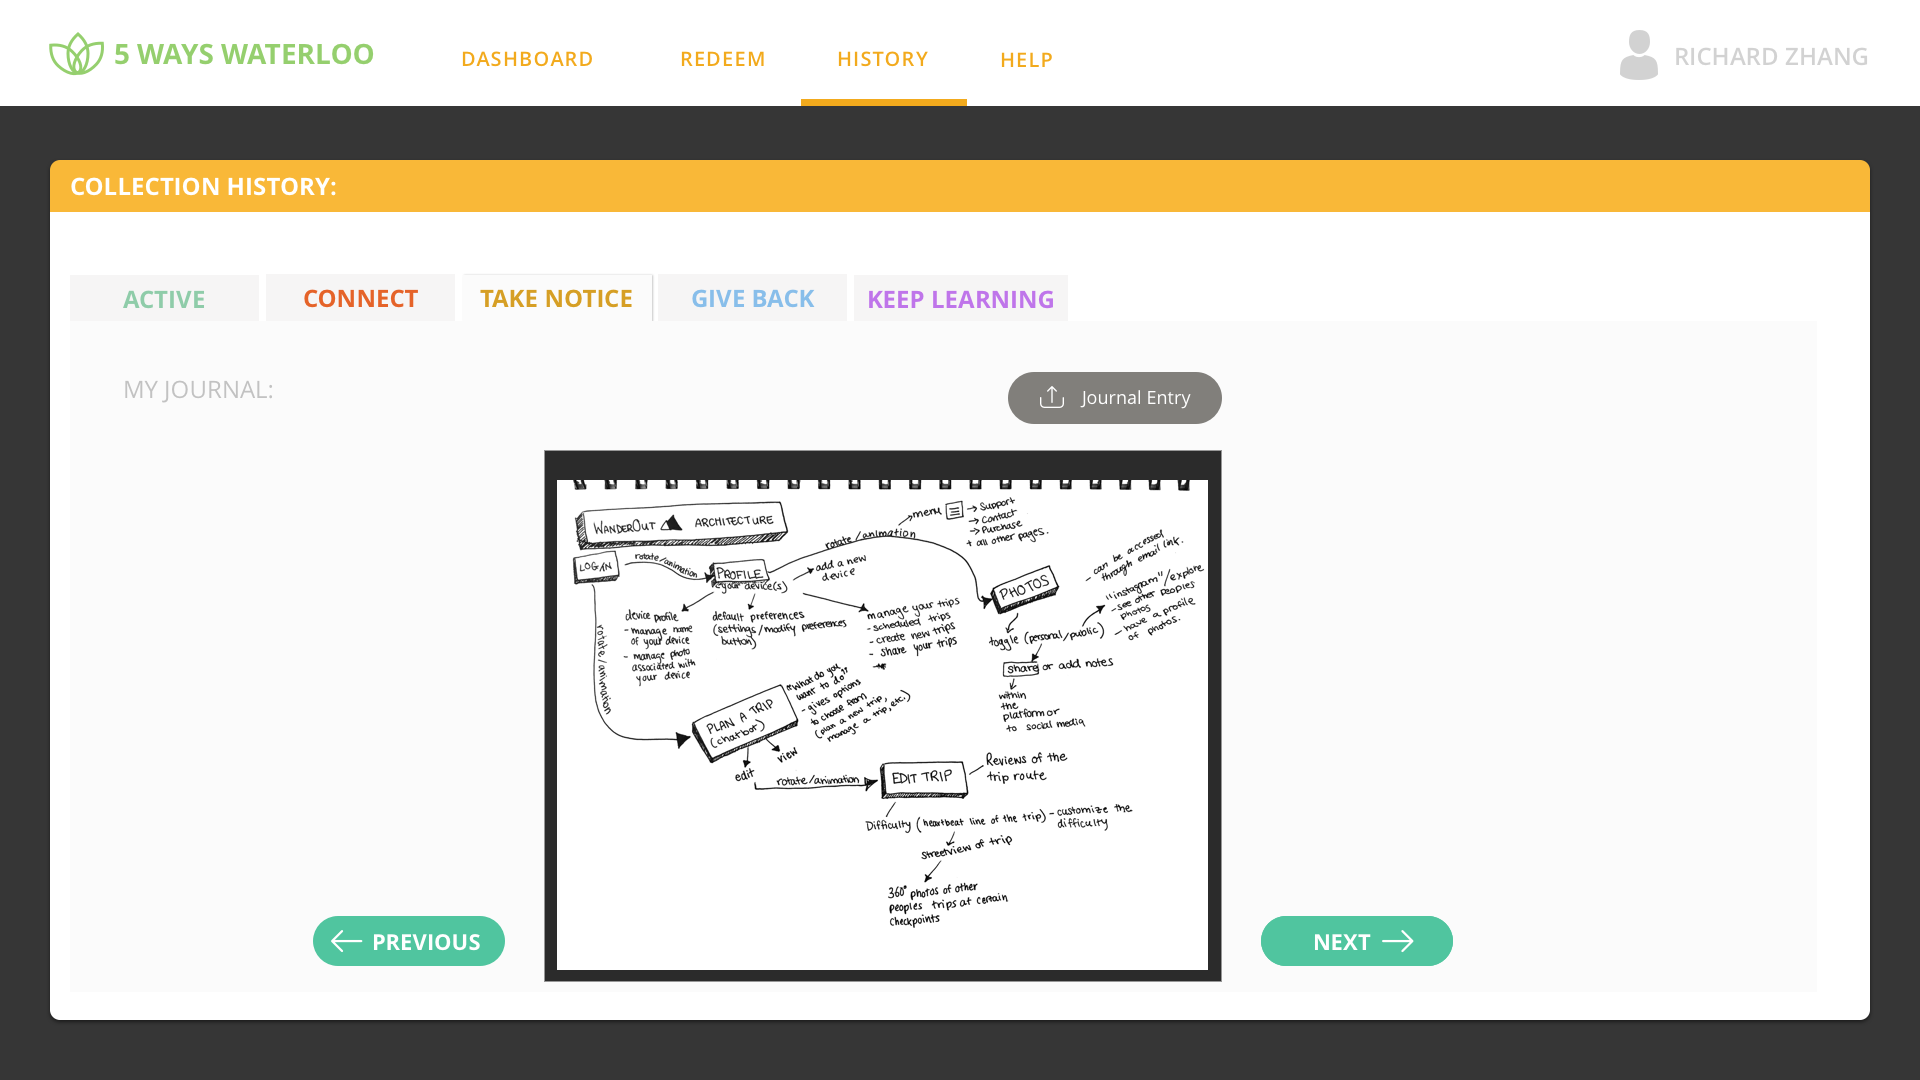 5 WAYS WATERLOO
DASHBOARD
REDEEM
HISTORY
HELP
RICHARD ZHANG
COLLECTION HISTORY:
ACTIVE
CONNECT
TAKE NOTICE
GIVE BACK
KEEP LEARNING
MY JOURNAL:
Journal Entry
WANDEROUT ARCHITECTURE
rotate/animation
menu
→ Support
→ Contact
→ Purchase
+ all other pages.
LOGIN
rotate/animation
PROFILE
(your device(s))
add a new
device
device profile
- manage name
of your device
- manage photo
associated with
your device
default preferences
(settings/modify preferences
button)
manage your trips
- scheduled trips
- create new trips
- share your trips
PHOTOS
- can be accessed
through email link.
"instagram"/explore
- see other peoples
photos
- have a profile
of photos.
toggle (personal/public)
share or add notes
within
the
platform or
to social media
rotate/animation
PLAN A TRIP
(chatbot)
"What do you
want to do?"
- gives options
to choose from
(plan a new trip,
manage a trip, etc.)
view
edit
rotate/animation
EDIT TRIP
Reviews of the
trip route
Difficulty (heartbeat line of the trip) - customize the
difficulty
streetview of trip
360° photos of other
peoples trips at certain
checkpoints
← PREVIOUS
NEXT →